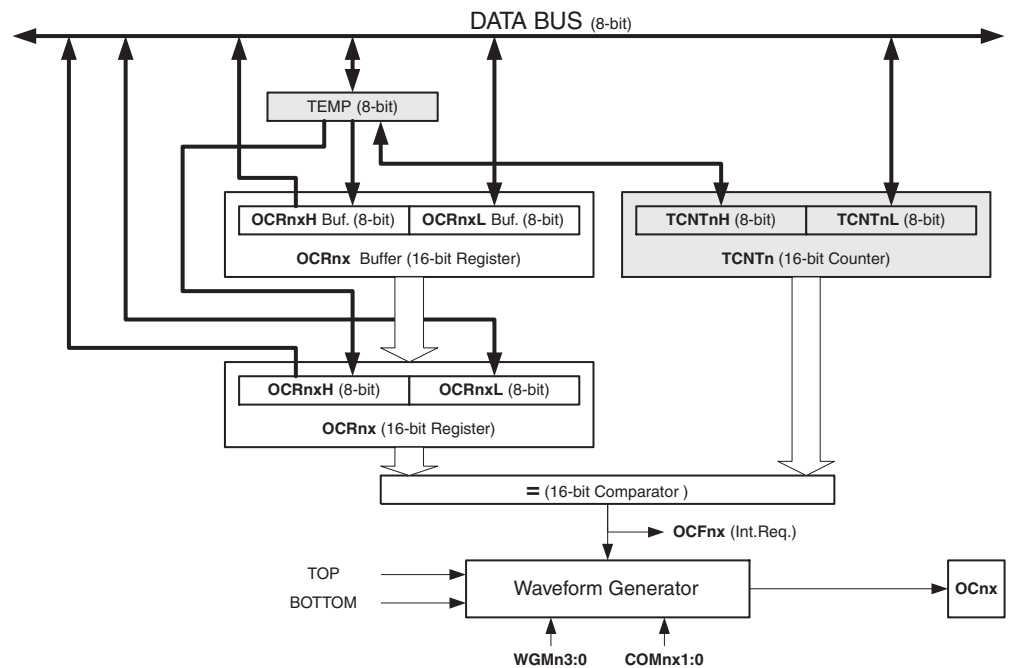 DATA BUS (8-bit)
TEMP (8-bit)
OCRnxH Buf. (8-bit)
OCRnxL Buf. (8-bit)
OCRnx Buffer (16-bit Register)
TCNTnH (8-bit)
TCNTnL (8-bit)
TCNTn (16-bit Counter)
OCRnxH (8-bit)
OCRnxL (8-bit)
OCRnx (16-bit Register)
= (16-bit Comparator )
OCFnx (Int.Req.)
TOP
BOTTOM
Waveform Generator
OCnx
WGMn3:0
COMnx1:0